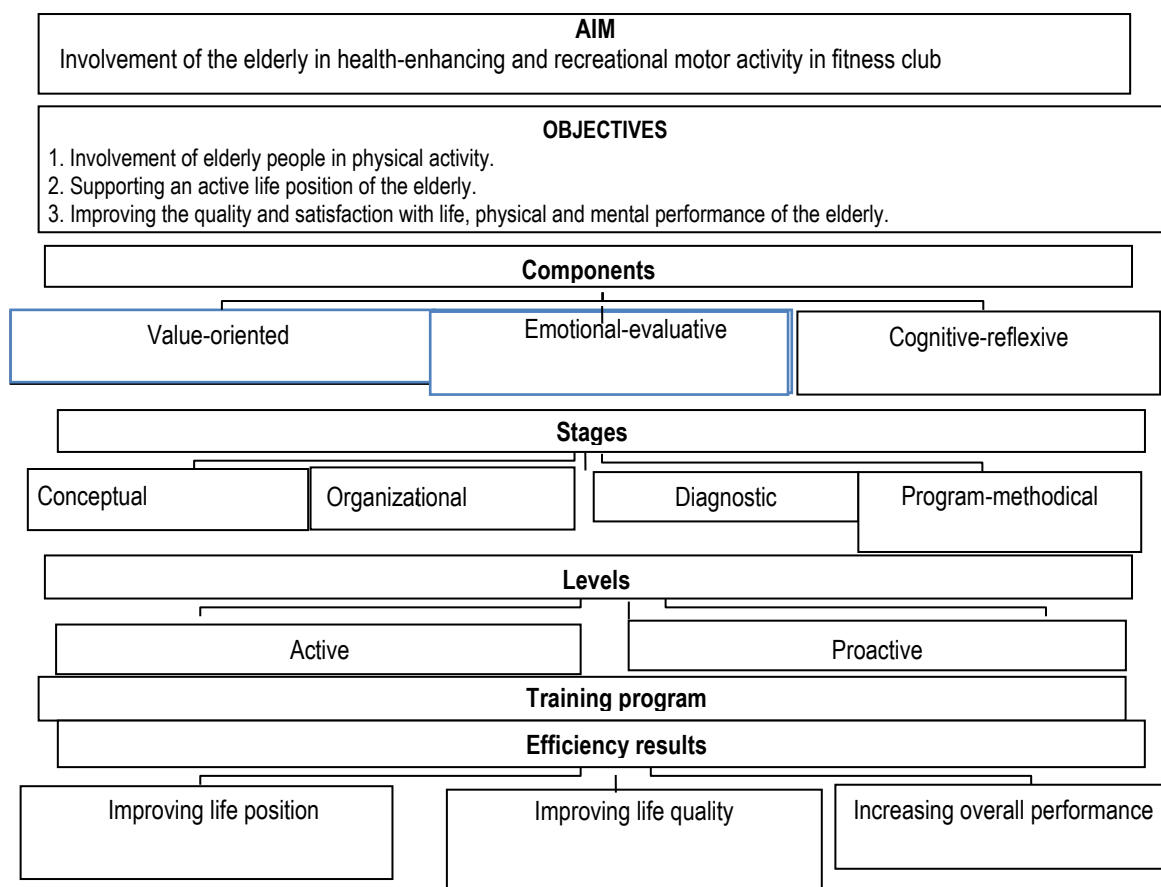 AIM
Involvement of the elderly in health-enhancing and recreational motor activity in fitness club
OBJECTIVES
1. Involvement of elderly people in physical activity.
2. Supporting an active life position of the elderly.
3. Improving the quality and satisfaction with life, physical and mental performance of the elderly.
Components
Value-oriented
Emotional-evaluative
Cognitive-reflexive
Stages
Conceptual
Organizational
Diagnostic
Program-methodical
Levels
Active
Proactive
Training program
Efficiency results
Improving life position
Improving life quality
Increasing overall performance